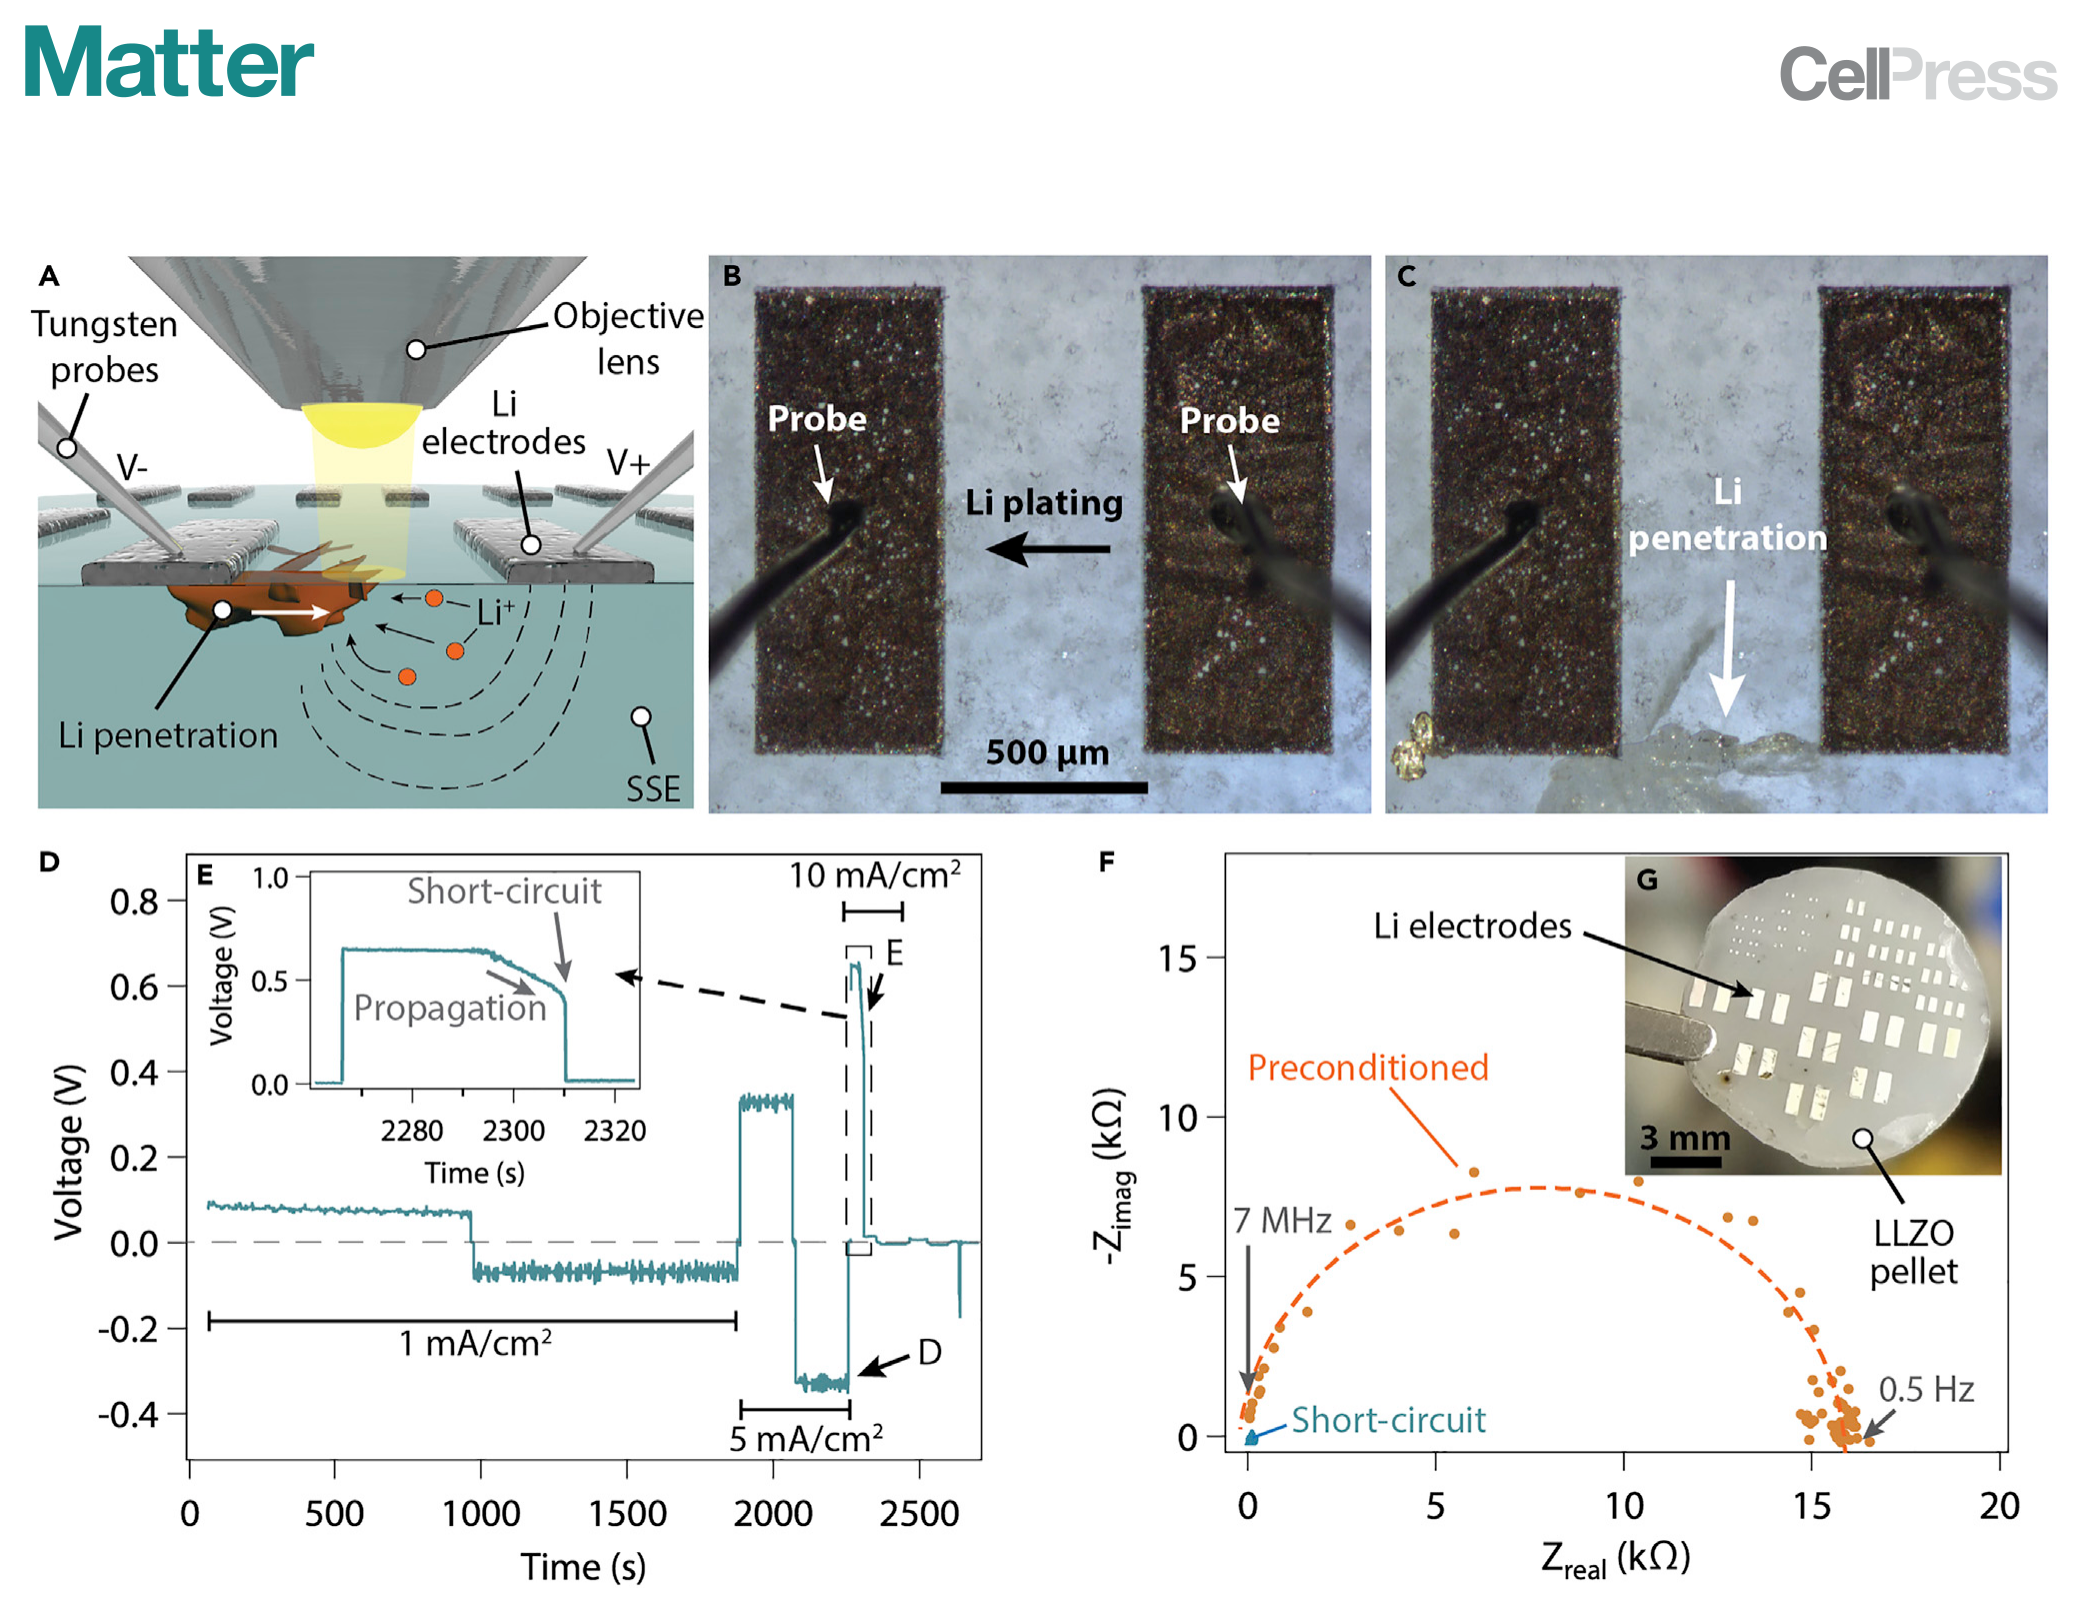 Matter
CellPress
A
Tungsten
probes
Objective
lens
Li
electrodes
V-
V+
Li⁺
Li penetration
SSE
B
Probe
Probe
Li plating
500 µm
C
Li
penetration
D
Voltage (V)
0.8
0.6
0.4
0.2
0.0
-0.2
-0.4
0
500
1000
1500
2000
2500
Time (s)
1 mA/cm²
5 mA/cm²
10 mA/cm²
E
D
E
Voltage (V)
1.0
0.5
0.0
Short-circuit
Propagation
2280
2300
2320
Time (s)
F
-Zimag (kΩ)
15
10
5
0
0
5
10
15
20
Zreal (kΩ)
Preconditioned
7 MHz
Short-circuit
0.5 Hz
G
Li electrodes
3 mm
LLZO
pellet